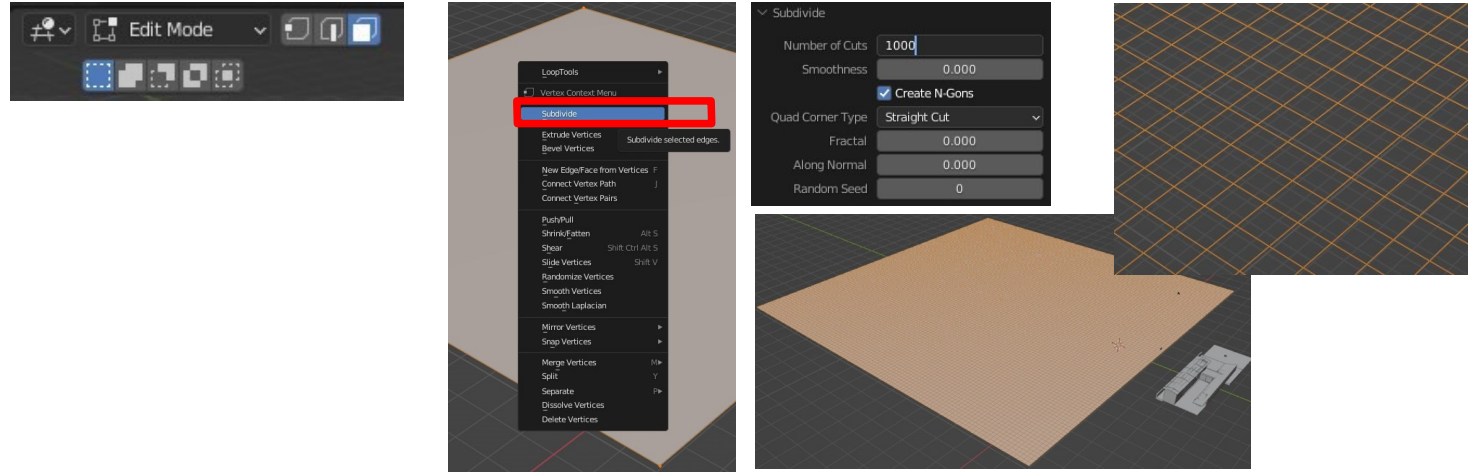 Edit Mode
LoopTools
Vertex Context Menu
Subdivide
Extrude Vertices
Subdivide selected edges.
Bevel Vertices
New Edge/Face from Vertices F
Connect Vertex Path J
Connect Vertex Pairs
Push/Pull
Shrink/Fatten Alt S
Shear Shift Ctrl Alt S
Slide Vertices Shift V
Randomize Vertices
Smooth Vertices
Smooth Laplacian
Mirror Vertices
Snap Vertices
Merge Vertices M
Split Y
Separate P
Dissolve Vertices
Delete Vertices
Subdivide
Number of Cuts 1000
Smoothness 0.000
Create N-Gons
Quad Corner Type Straight Cut
Fractal 0.000
Along Normal 0.000
Random Seed 0